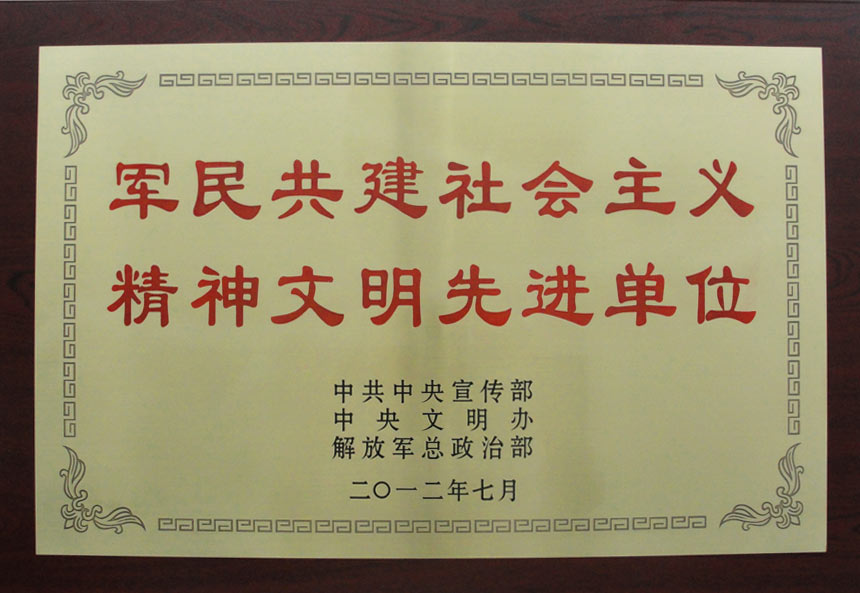 军民共建社会主义
精神文明先进单位
中共中央宣传部
中央文明办
解放军总政治部
二〇一二年七月